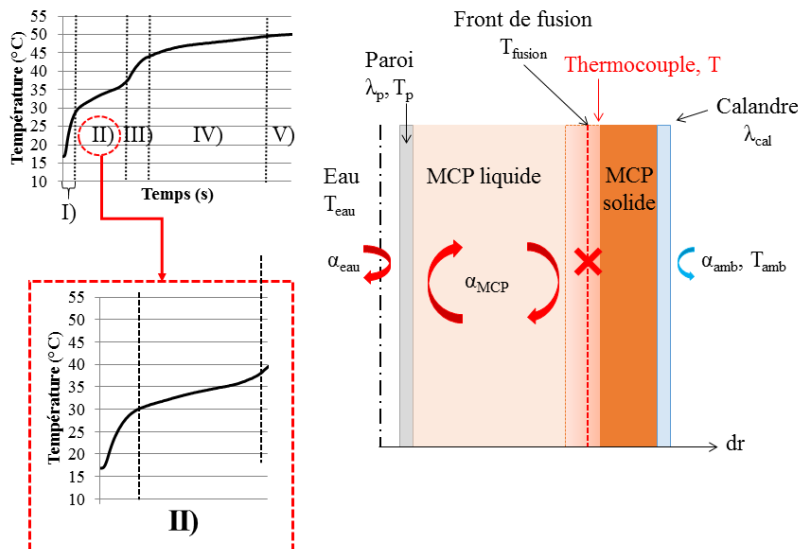 55
50
45
40
35
30
25
20
15
10
Température (°C)
I)
II)
III)
IV)
V)
Temps (s)
55
50
45
40
35
30
25
20
15
10
Température (°C)
II)
Front de fusion
T fusion
Thermocouple, T
Paroi
λp, Tp
Calandre
λcal
Eau
Teau
MCP liquide
MCP
solide
αeau
αMCP
αamb, Tamb
dr